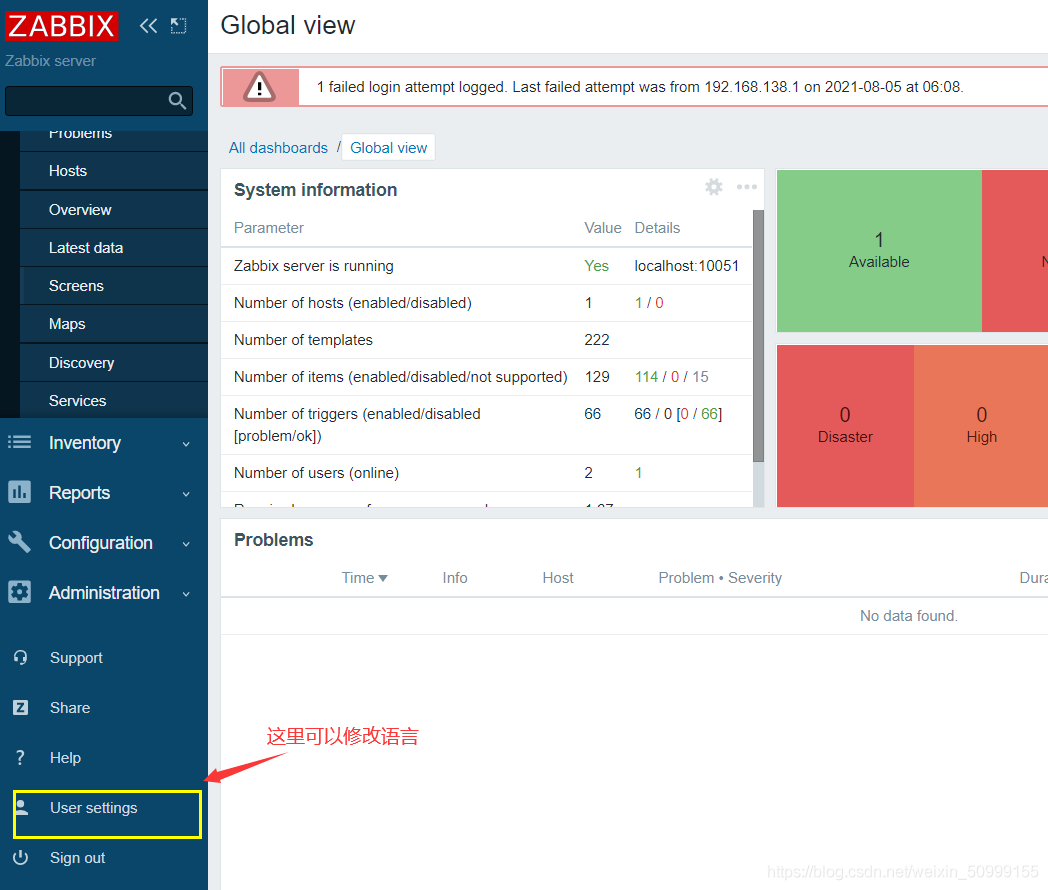 ZABBIX
Zabbix server
Problems
Hosts
Overview
Latest data
Screens
Maps
Discovery
Services
Inventory
Reports
Configuration
Administration
Support
Share
Help
User settings
Sign out
Global view
1 failed login attempt logged. Last failed attempt was from 192.168.138.1 on 2021-08-05 at 06:08.
All dashboards / Global view
System information
Parameter Value Details
Zabbix server is running Yes localhost:10051
Number of hosts (enabled/disabled) 1 1 / 0
Number of templates 222
Number of items (enabled/disabled/not supported) 129 114 / 0 / 15
Number of triggers (enabled/disabled 66 66 / 0 [0 / 66]
[problem/ok])
Number of users (online) 2 1
1
Available
0
Disaster
0
High
Problems
Time Info Host Problem • Severity
No data found.
这里可以修改语言
https://blog.csdn.net/weixin_50999155